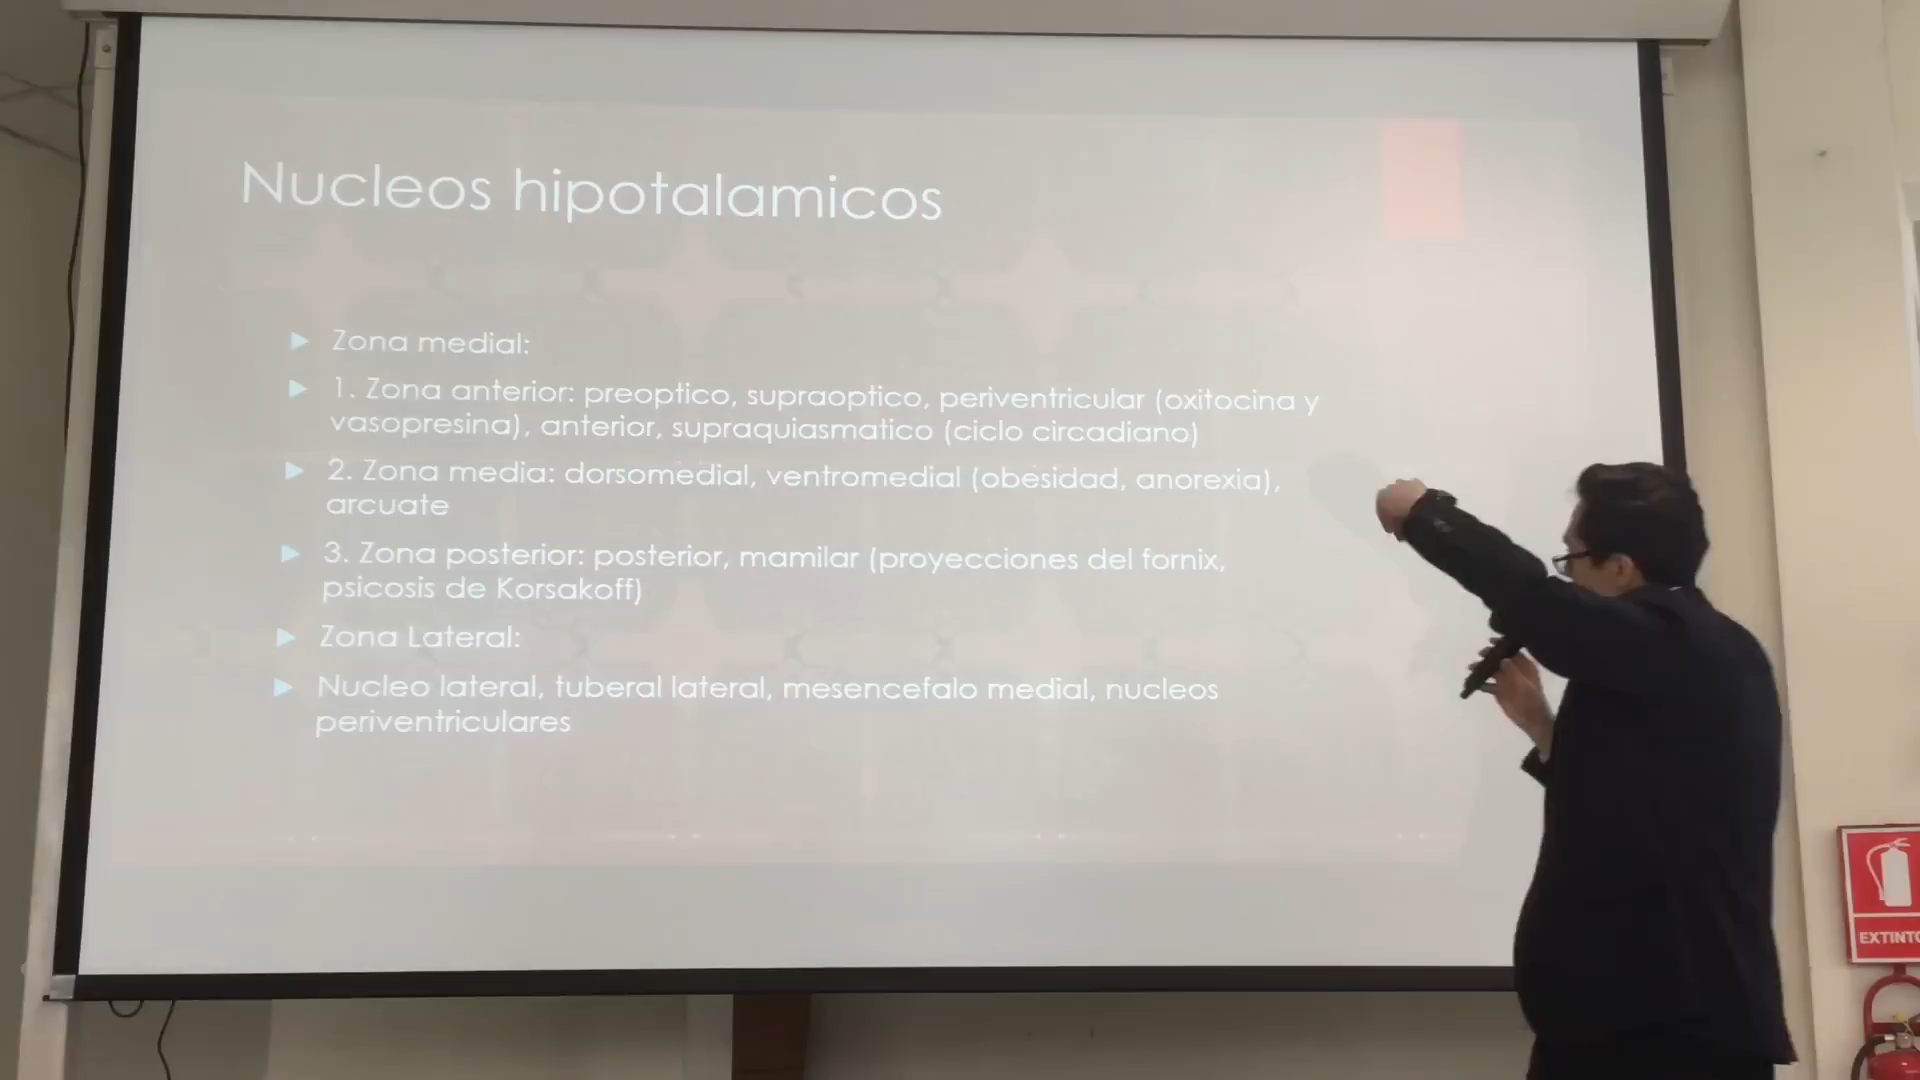 Nucleos hipotalamicos
Zona medial:
1. Zona anterior: preoptico, supraoptico, periventricular (oxitocina y
vasopresina), anterior, supraquiasmatico (ciclo circadiano)
2. Zona media: dorsomedial, ventromedial (obesidad, anorexia),
arcuate
3. Zona posterior: posterior, mamilar (proyecciones del fornix,
psicosis de Korsakoff)
Zona Lateral:
Nucleo lateral, tuberal lateral, mesencefalo medial, nucleos
periventriculares
EXTINTO